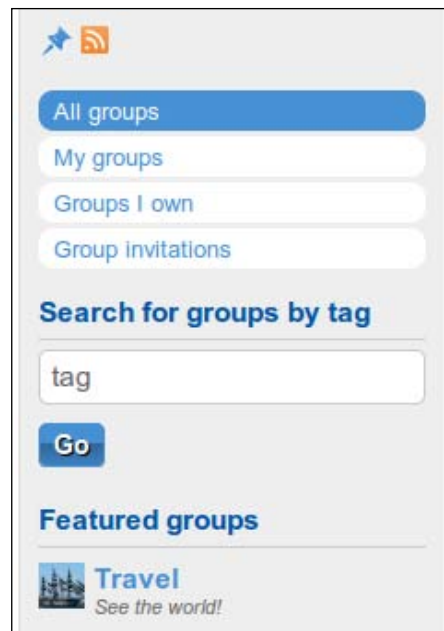 All groups
My groups
Groups I own
Group invitations
Search for groups by tag
tag
Go
Featured groups
Travel
See the world!